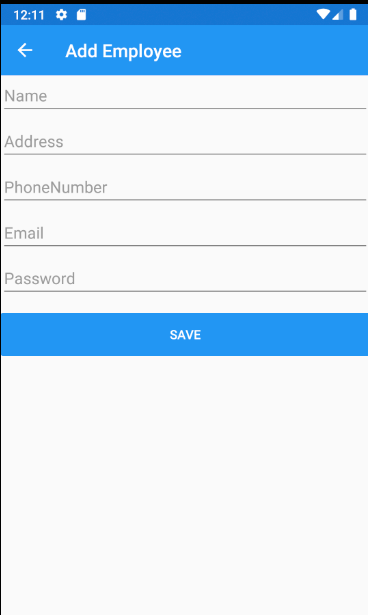 12:11
Add Employee
Name
Address
PhoneNumber
Email
Password
SAVE